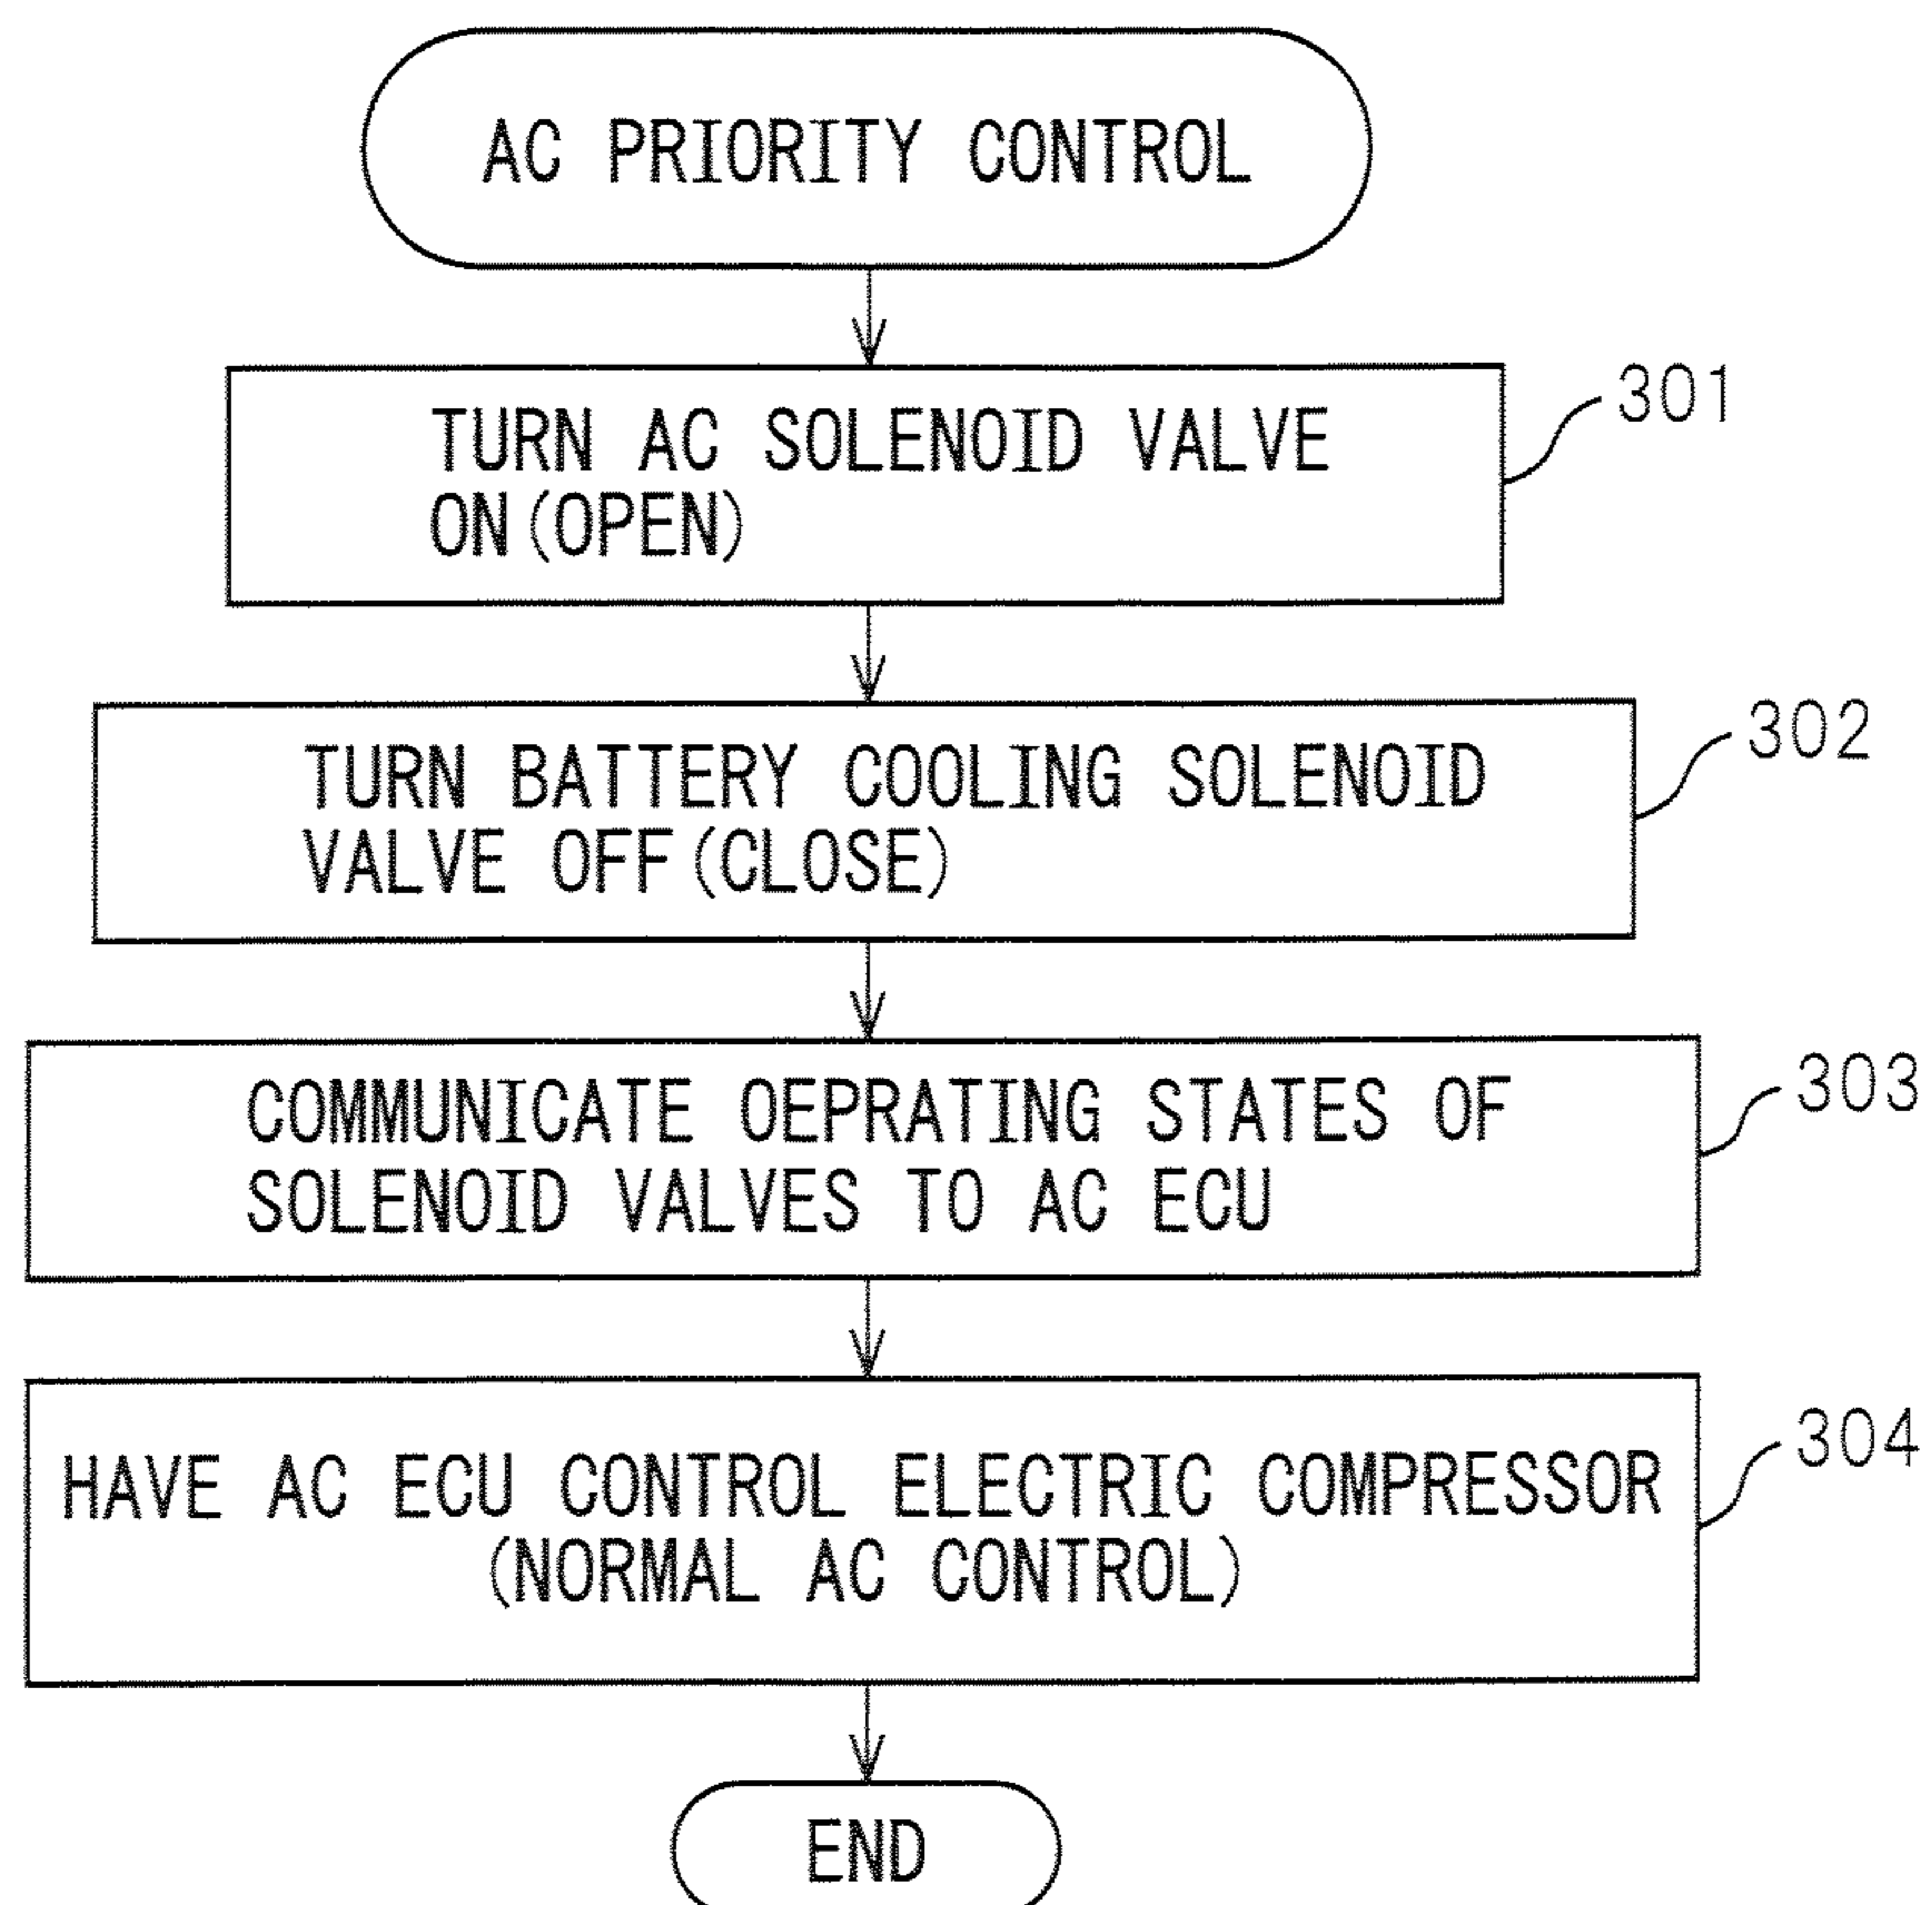 AC PRIORITY CONTROL
TURN AC SOLENOID VALVE
ON(OPEN)
301
TURN BATTERY COOLING SOLENOID
VALVE OFF(CLOSE)
302
COMMUNICATE OEPRATING STATES OF
SOLENOID VALVES TO AC ECU
303
HAVE AC ECU CONTROL ELECTRIC COMPRESSOR
(NORMAL AC CONTROL)
304
END